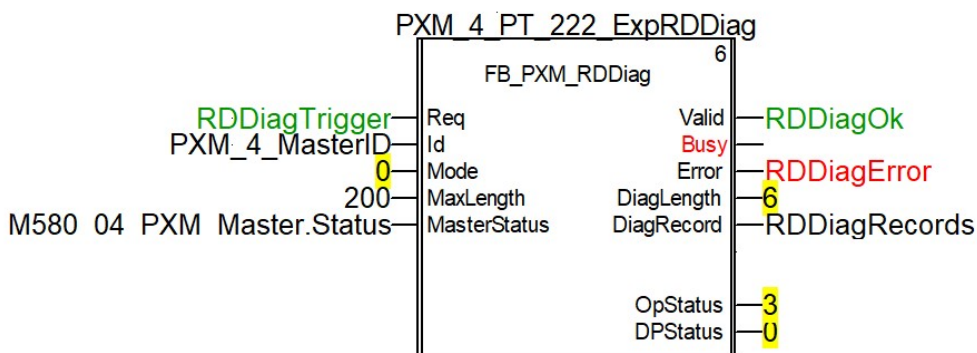 PXM_4_PT_222_ExpRDDiag
6
FB_PXM_RDDiag
RDDiagTrigger Req Valid RDDiagOk
PXM_4_MasterID Id Busy
0 Mode Error RDDiagError
200 MaxLength DiagLength 6
M580_04_PXM_Master.Status MasterStatus DiagRecord RDDiagRecords
OpStatus 3
DPStatus 0